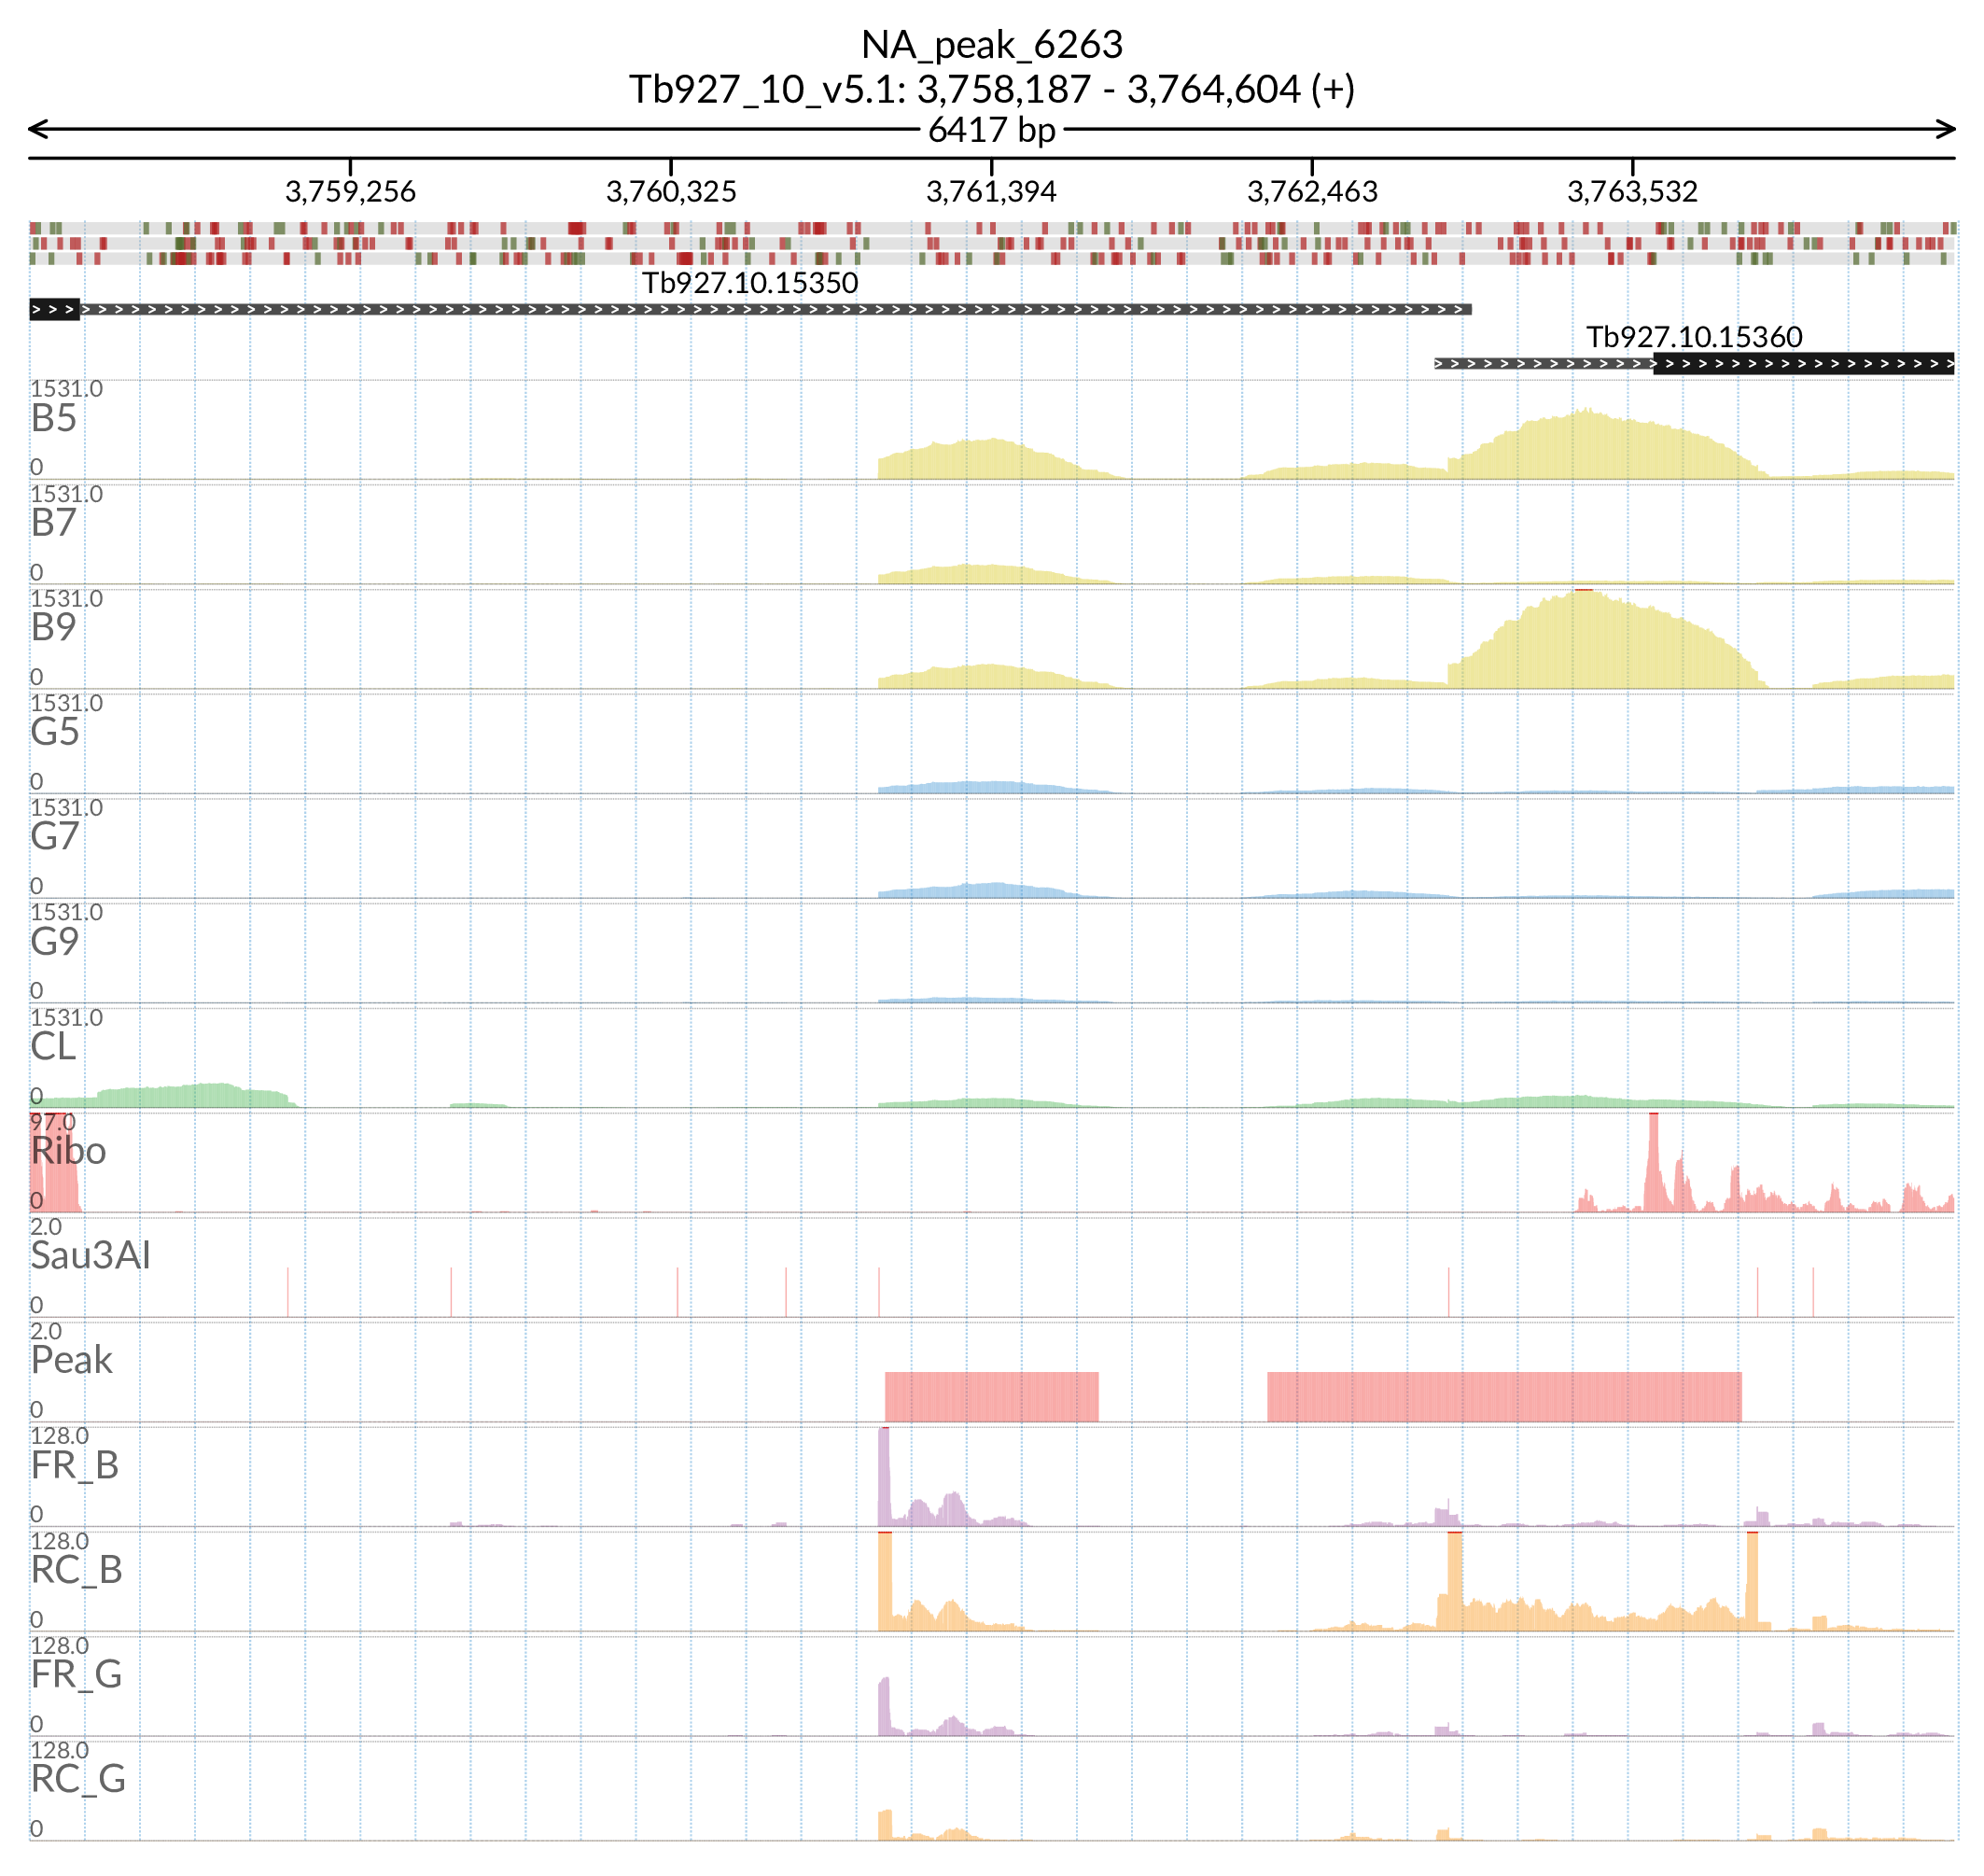 NA_peak_6263
Tb927_10_v5.1: 3,758,187 - 3,764,604 (+)
6417 bp
3,759,256 3,760,325 3,761,394 3,762,463 3,763,532
Tb927.10.15350
Tb927.10.15360
1531.0
B5
0
1531.0
B7
0
1531.0
B9
0
1531.0
G5
0
1531.0
G7
0
1531.0
G9
0
1531.0
CL
0
97.0
Ribo
0
2.0
Sau3AI
0
2.0
Peak
0
128.0
FR_B
0
128.0
RC_B
0
128.0
FR_G
0
128.0
RC_G
0